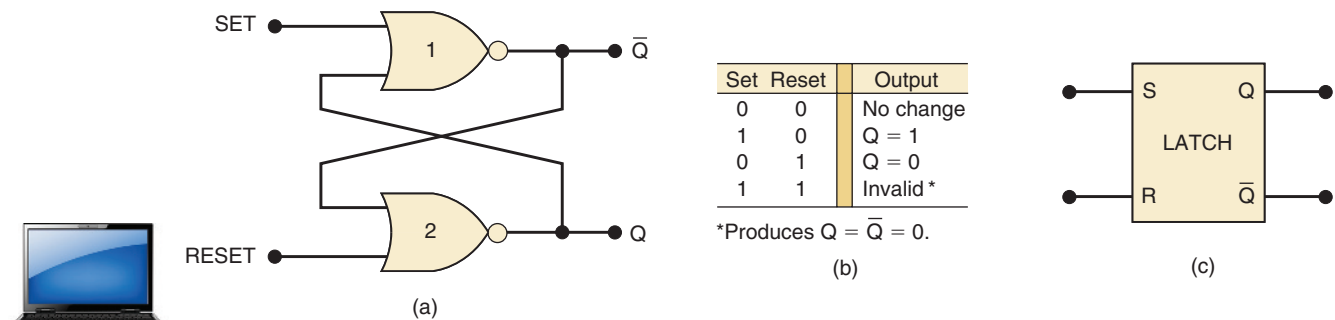 SET
1
Q̅
2
RESET
Q
(a)
Set Reset Output
0 0 No change
1 0 Q = 1
0 1 Q = 0
1 1 Invalid *
*Produces Q = Q̅ = 0.
(b)
S Q
LATCH
R Q̅
(c)